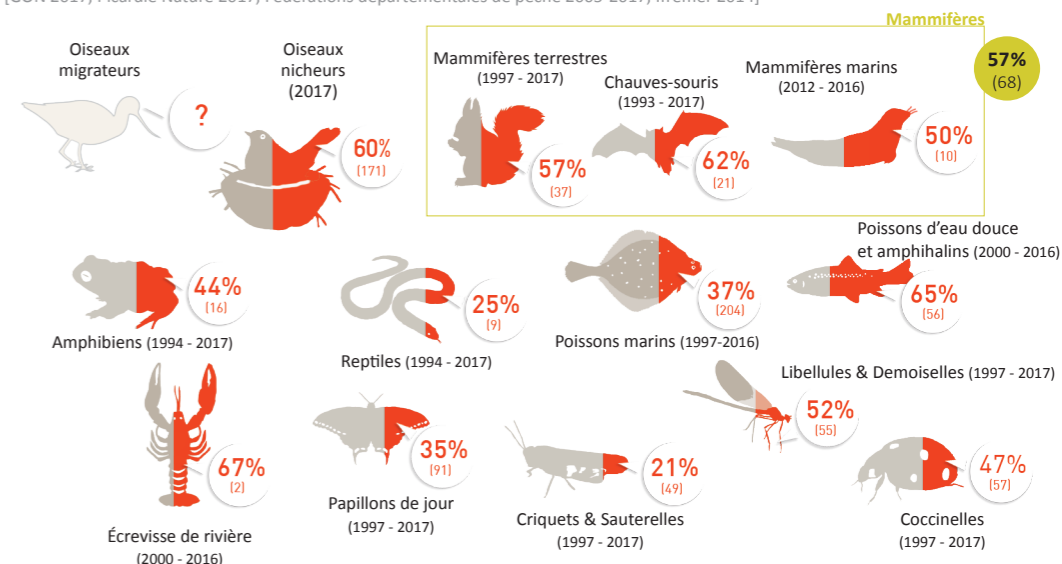 Mammifères
57%
(68)
Oiseaux
migrateurs
?
Oiseaux
nicheurs
(2017)
60%
(171)
Mammifères terrestres
(1997 - 2017)
57%
(37)
Chauves-souris
(1993 - 2017)
62%
(21)
Mammifères marins
(2012 - 2016)
50%
(10)
44%
(16)
Amphibiens (1994 - 2017)
25%
(9)
Reptiles (1994 - 2017)
37%
(204)
Poissons marins (1997-2016)
Poissons d'eau douce
et amphihalins (2000 - 2016)
65%
(56)
67%
(2)
Écrevisse de rivière
(2000 - 2016)
35%
(91)
Papillons de jour
(1997 - 2017)
21%
(49)
Criquets & Sauterelles
(1997 - 2017)
Libellules & Demoiselles (1997 - 2017)
52%
(55)
47%
(57)
Coccinelles
(1997 - 2017)